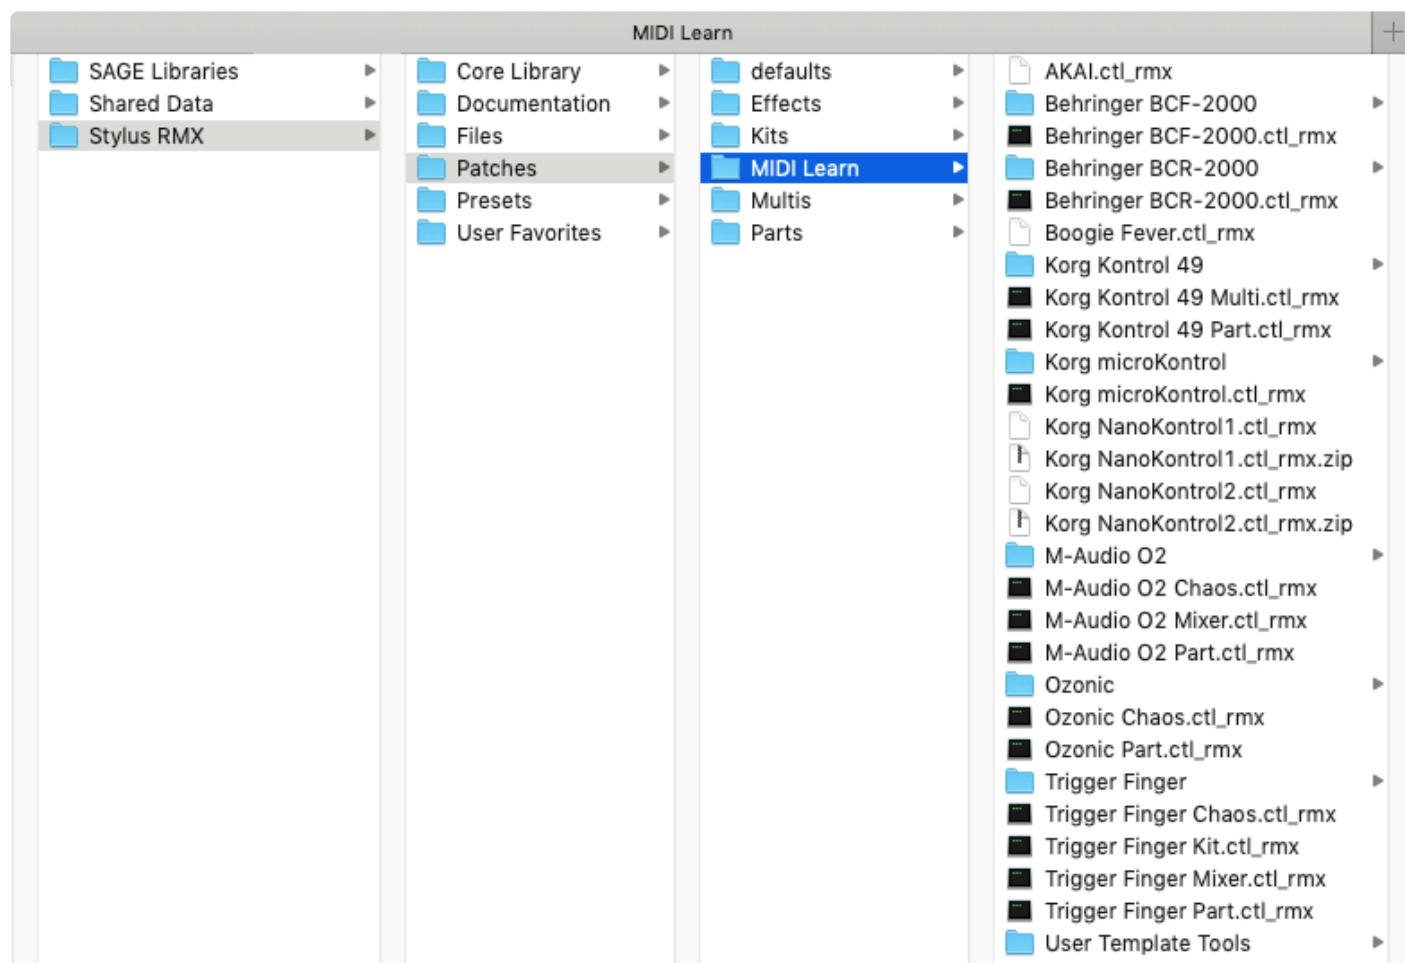 MIDI Learn
SAGE Libraries
Shared Data
Stylus RMX
Core Library
Documentation
Files
Patches
Presets
User Favorites
defaults
Effects
Kits
MIDI Learn
Multis
Parts
AKAI.ctl_rmx
Behringer BCF-2000
Behringer BCF-2000.ctl_rmx
Behringer BCR-2000
Behringer BCR-2000.ctl_rmx
Boogie Fever.ctl_rmx
Korg Kontrol 49
Korg Kontrol 49 Multi.ctl_rmx
Korg Kontrol 49 Part.ctl_rmx
Korg microKontrol
Korg microKontrol.ctl_rmx
Korg NanoKontrol1.ctl_rmx
Korg NanoKontrol1.ctl_rmx.zip
Korg NanoKontrol2.ctl_rmx
Korg NanoKontrol2.ctl_rmx.zip
M-Audio O2
M-Audio O2 Chaos.ctl_rmx
M-Audio O2 Mixer.ctl_rmx
M-Audio O2 Part.ctl_rmx
Ozonic
Ozonic Chaos.ctl_rmx
Ozonic Part.ctl_rmx
Trigger Finger
Trigger Finger Chaos.ctl_rmx
Trigger Finger Kit.ctl_rmx
Trigger Finger Mixer.ctl_rmx
Trigger Finger Part.ctl_rmx
User Template Tools